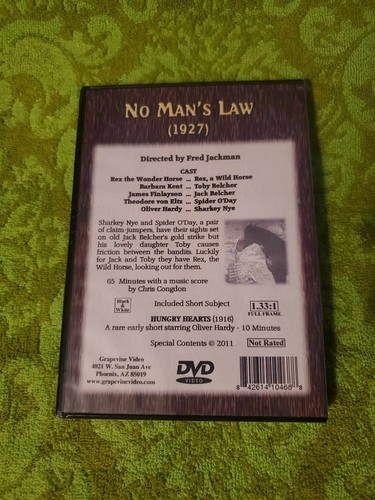 NO MAN'S LAW
(1927)
Directed by Fred Jackman
CAST
Rex the Wonder Horse ... Rex, a Wild Horse
Barbara Kent ... Toby Belcher
James Finlayson ... Jack Belcher
Theodore von Eltz ... Spider O'Day
Oliver Hardy ... Sharkey Nye
Sharkey Nye and Spider O'Day, a pair
of claim-jumpers, have their sights set
on old Jack Belcher's gold strike but
his lovely daughter Toby causes
friction between the bandits. Luckily
for Jack and Toby they have Rex, the
Wild Horse, looking out for them.
65 Minutes with a music score
by Chris Congdon
Black
&
White
Included Short Subject
1.33:1
FULL FRAME
HUNGRY HEARTS (1916)
A rare early short starring Oliver Hardy - 10 Minutes
Special Contents © 2011
Not Rated
Grapevine Video
4021 W. San Juan Ave
Phoenix, AZ 85019
www.grapevinevideo.com
DVD
VIDEO
8 42614 10468 8